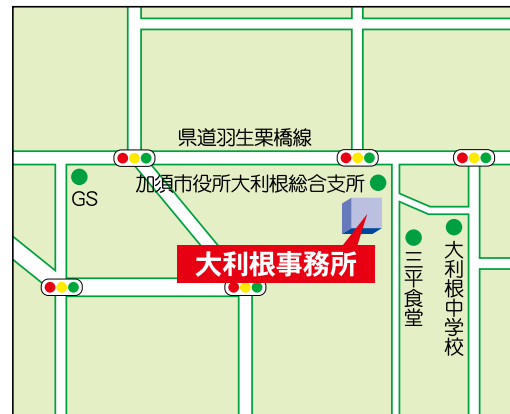 県道羽生栗橋線
加須市役所大利根総合支所
GS
大利根事務所
三平食堂
大利根中学校